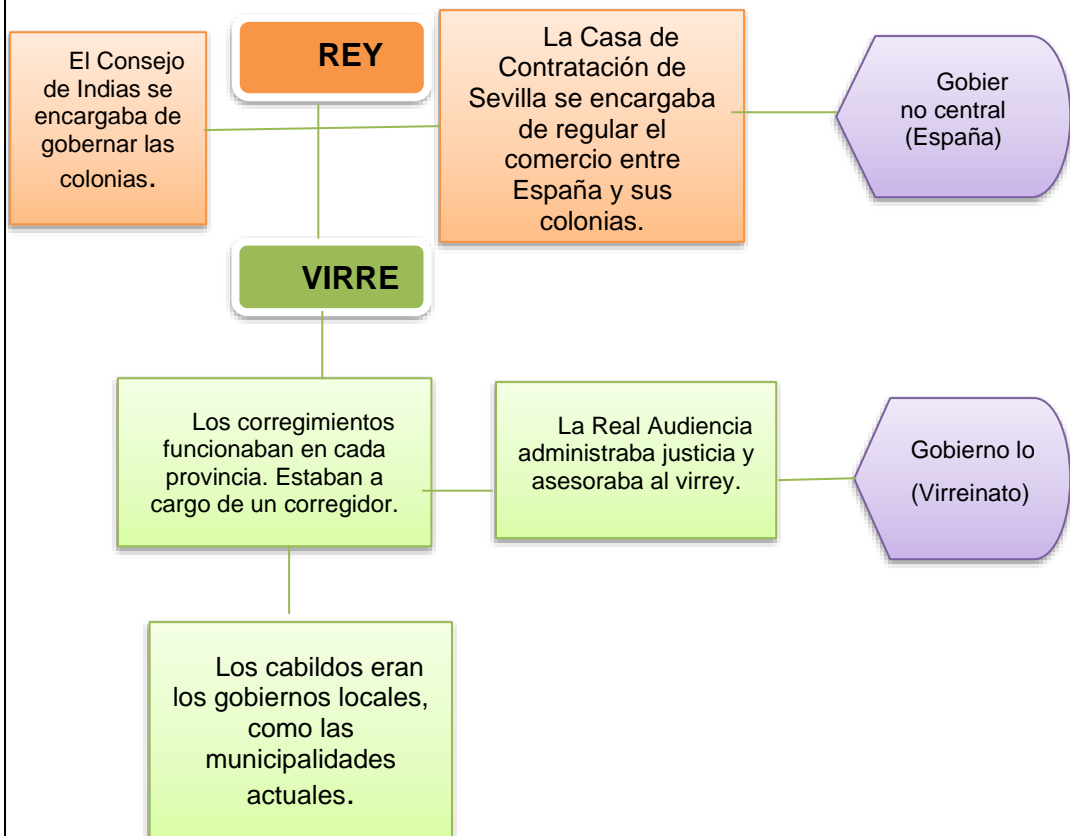 REY
El Consejo
de Indias se
encargaba de
gobernar las
colonias.
La Casa de
Contratación de
Sevilla se encargaba
de regular el
comercio entre
España y sus
colonias.
Gobier
no central
(España)
VIRRE
Los corregimientos
funcionaban en cada
provincia. Estaban a
cargo de un corregidor.
La Real Audiencia
administraba justicia y
asesoraba al virrey.
Gobierno lo
(Virreinato)
Los cabildos eran
los gobiernos locales,
como las
municipalidades
actuales.